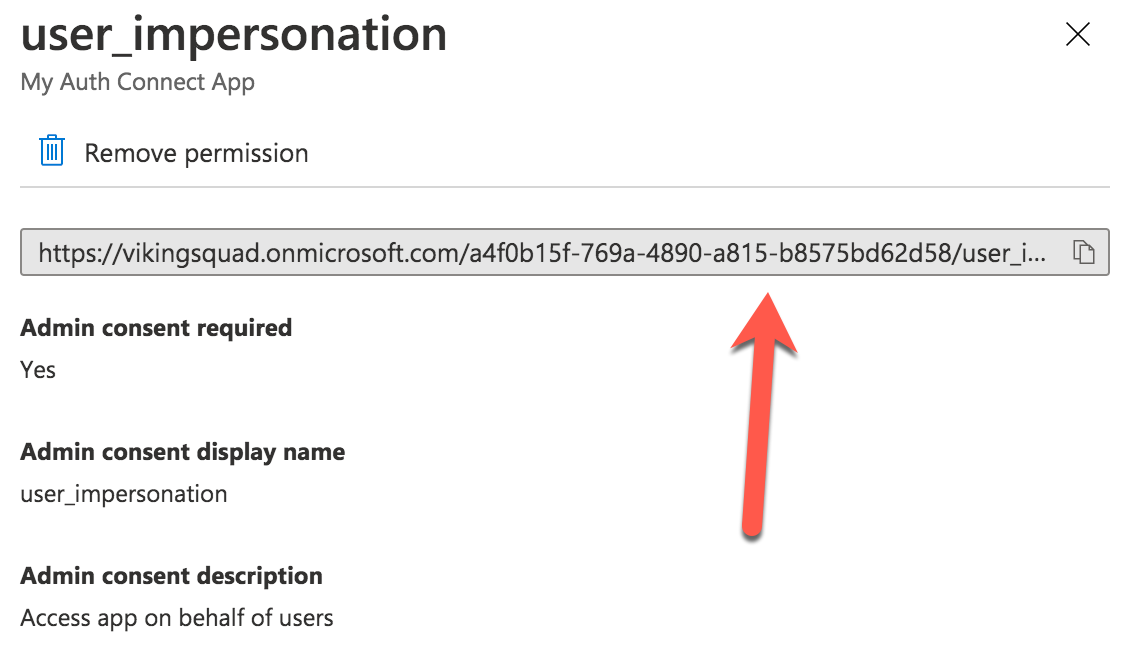 user_impersonation
My Auth Connect App
Remove permission
https://vikingsquad.onmicrosoft.com/a4f0b15f-769a-4890-a815-b8575bd62d58/user_i...
Admin consent required
Yes
Admin consent display name
user_impersonation
Admin consent description
Access app on behalf of users